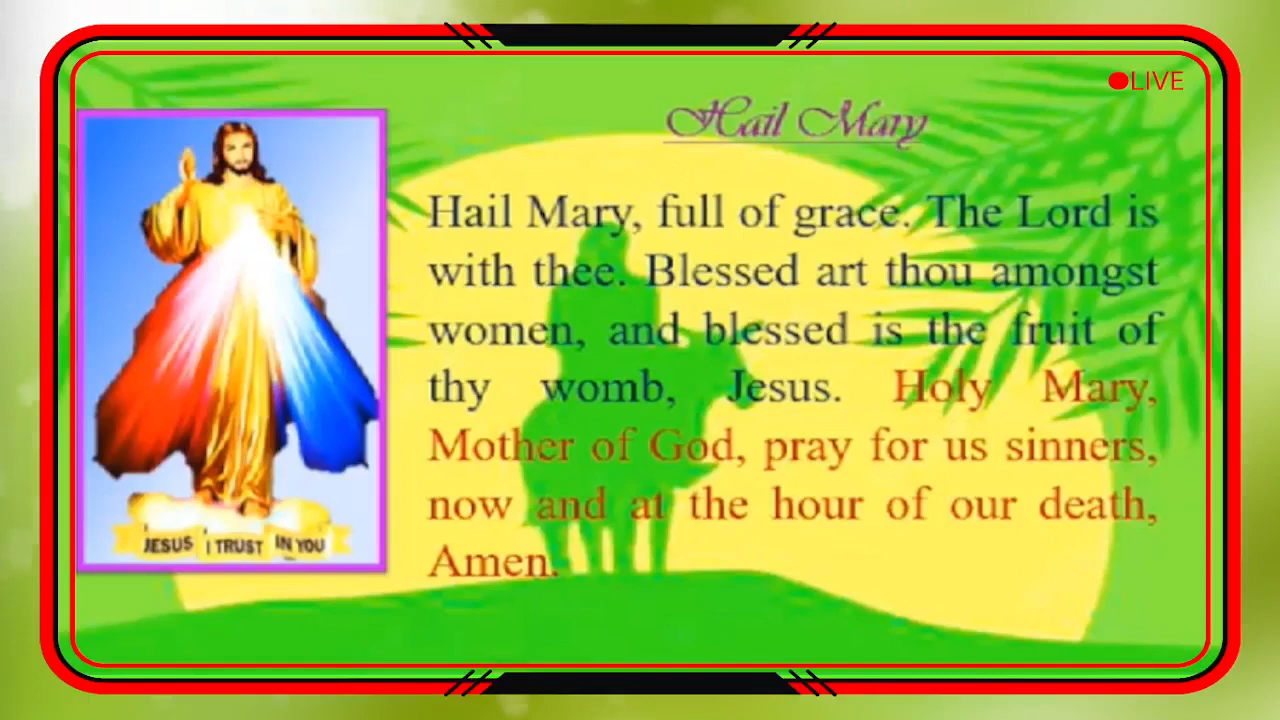 LIVE
Hail Mary
Hail Mary, full of grace. The Lord is
with thee. Blessed art thou amongst
women, and blessed is the fruit of
thy womb, Jesus. Holy Mary,
Mother of God, pray for us sinners,
now and at the hour of our death,
Amen.
JESUS I TRUST IN YOU